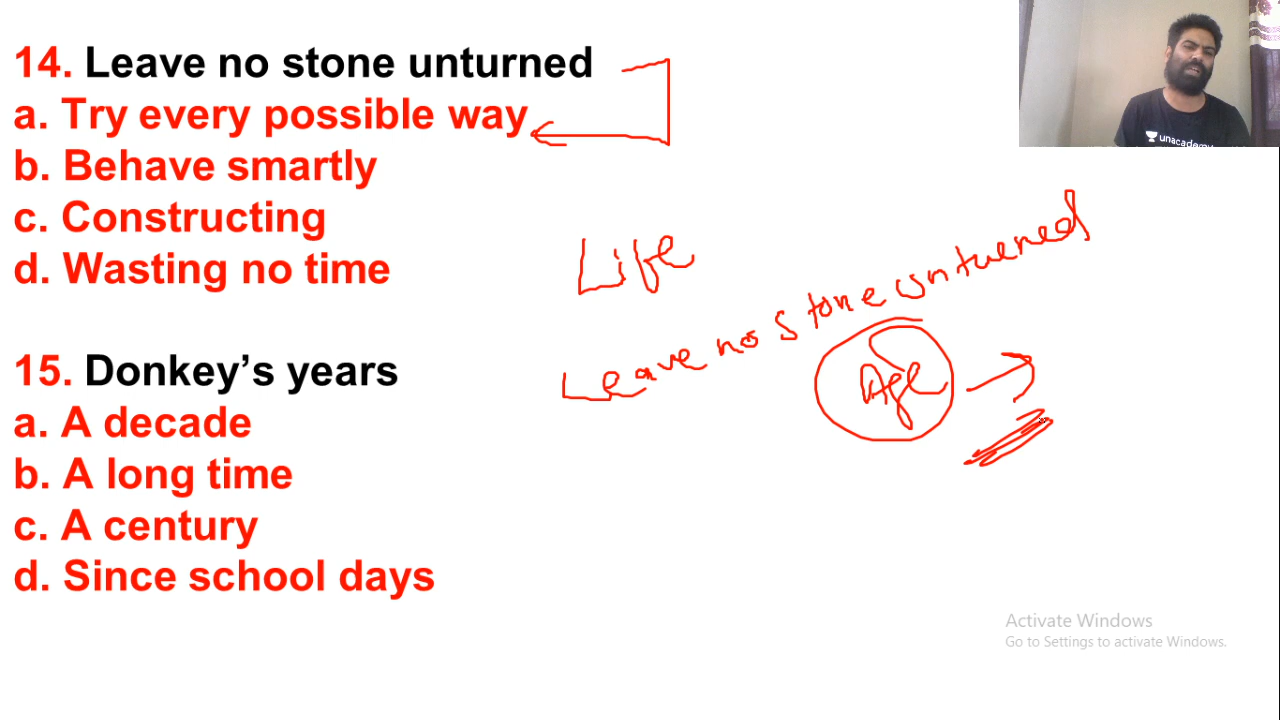 14. Leave no stone unturned
a. Try every possible way
b. Behave smartly
c. Constructing
d. Wasting no time
15. Donkey’s years
a. A decade
b. A long time
c. A century
d. Since school days
Life
Leave no stone unturned
Age
unacademy
Activate Windows
Go to Settings to activate Windows.